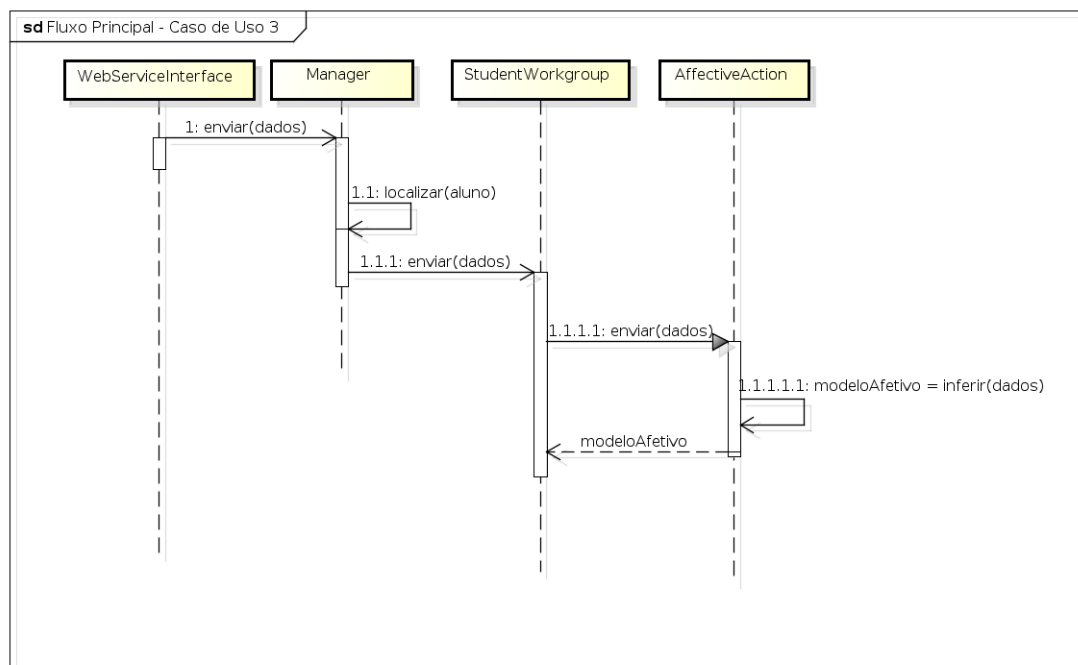 sd Fluxo Principal - Caso de Uso 3
WebServiceInterface
Manager
StudentWorkgroup
AffectiveAction
1: enviar(dados)
1.1: localizar(aluno)
1.1.1: enviar(dados)
1.1.1.1: enviar(dados)
1.1.1.1.1: modeloAfetivo = inferir(dados)
modeloAfetivo